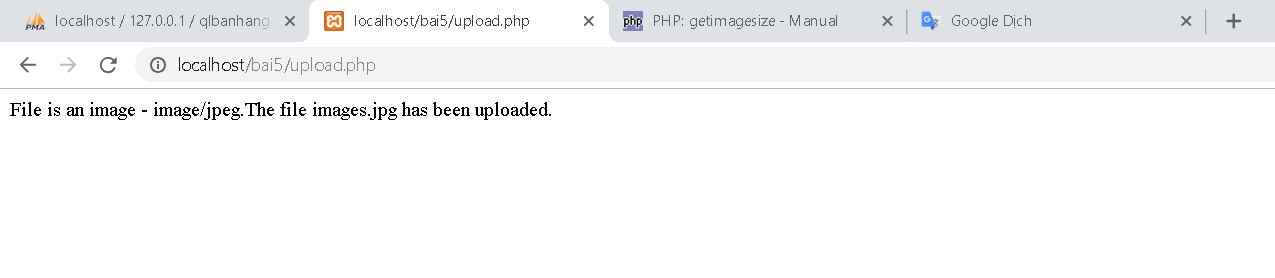 localhost / 127.0.0.1 / qlbanhang
localhost/bai5/upload.php
PHP: getimagesize - Manual
Google Dịch
localhost/bai5/upload.php
File is an image - image/jpeg.The file images.jpg has been uploaded.